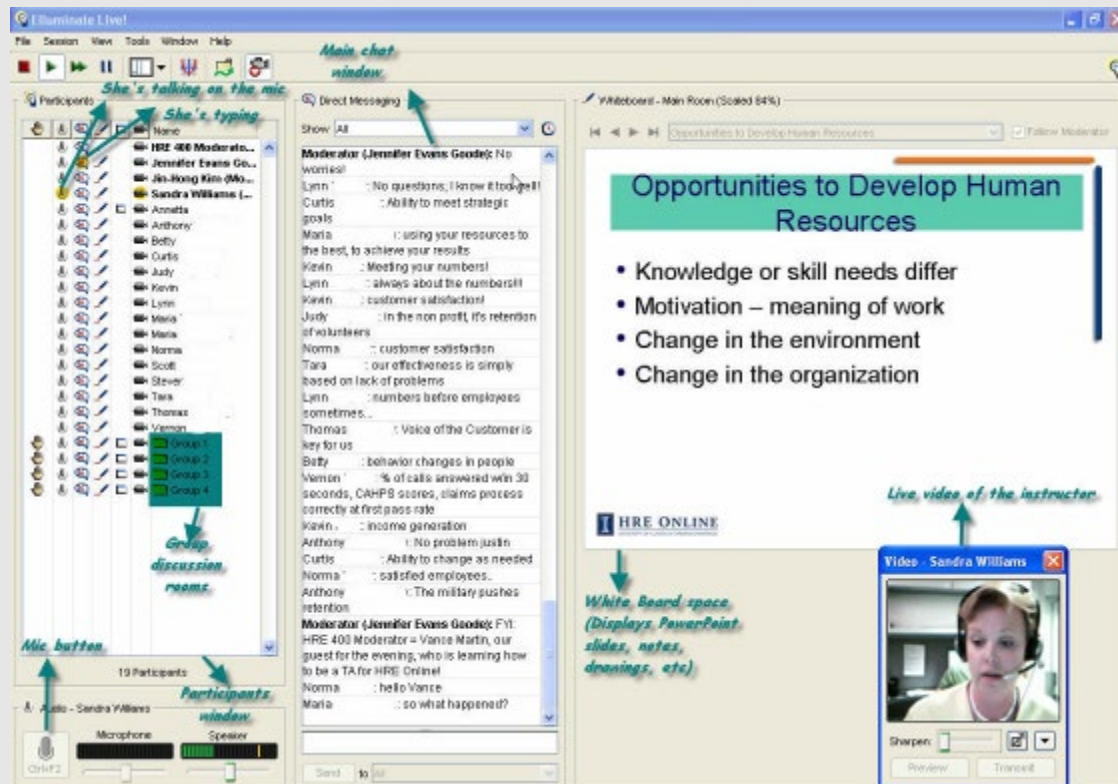 Elluminate Live!
File Session View Tools Window Help
Main chat
window
She's talking on the mic
She's typing
Participants
Name
HRE 400 Moderato...
Jennifer Evans Go...
Jin-Hong Kim (Mo...
Sandra Williams (...
Annetta
Anthony
Betty
Curtis
Judy
Kevin
Lynn
Maria
Maria
Norma
Scott
Steven
Tara
Thomas
Vernon
Group 1
Group 2
Group 3
Group 4
Group
discussion
rooms
Mic button
19 Participants
Participants
window
Audio - Sandra Williams
Microphone Speaker
Ctrl+F2
Direct Messaging
Show All
Moderator (Jennifer Evans Goode): No
worries!
Lynn : No questions, I know it too well!
Curtis : Ability to meet strategic
goals
Maria : using your resources to
the best, to achieve your results
Kevin : Meeting your numbers!
Lynn : always about the numbers!!!
Kevin : customer satisfaction!
Judy : in the non profit, it's retention
of volunteers
Norma : customer satisfaction
Tara : our effectiveness is simply
based on lack of problems
Lynn : numbers before employees
sometimes...
Thomas : Voice of the Customer is
key for us
Betty : behavior changes in people
Vernon : % of calls answered w/in 30
seconds, CAHPS scores, claims process
correctly at first pass rate
Kevin : income generation
Anthony : No problem justin
Curtis : Ability to change as needed
Norma : satisfied employees..
Anthony : The military pushes
retention
Moderator (Jennifer Evans Goode): FYI:
HRE 400 Moderator = Vance Martin, our
guest for the evening, who is learning how
to be a TA for HRE Online!
Norma : hello Vance
Maria : so what happened?
Send to All
Whiteboard - Main Room (Scaled 84%)
Opportunities to Develop Human Resources
Follow Moderator
Opportunities to Develop Human
Resources
• Knowledge or skill needs differ
• Motivation – meaning of work
• Change in the environment
• Change in the organization
HRE ONLINE
Live video of the instructor
White Board space
(Displays PowerPoint
slides, notes,
drawings, etc)
Video - Sandra Williams
Sharpen:
Preview Transmit